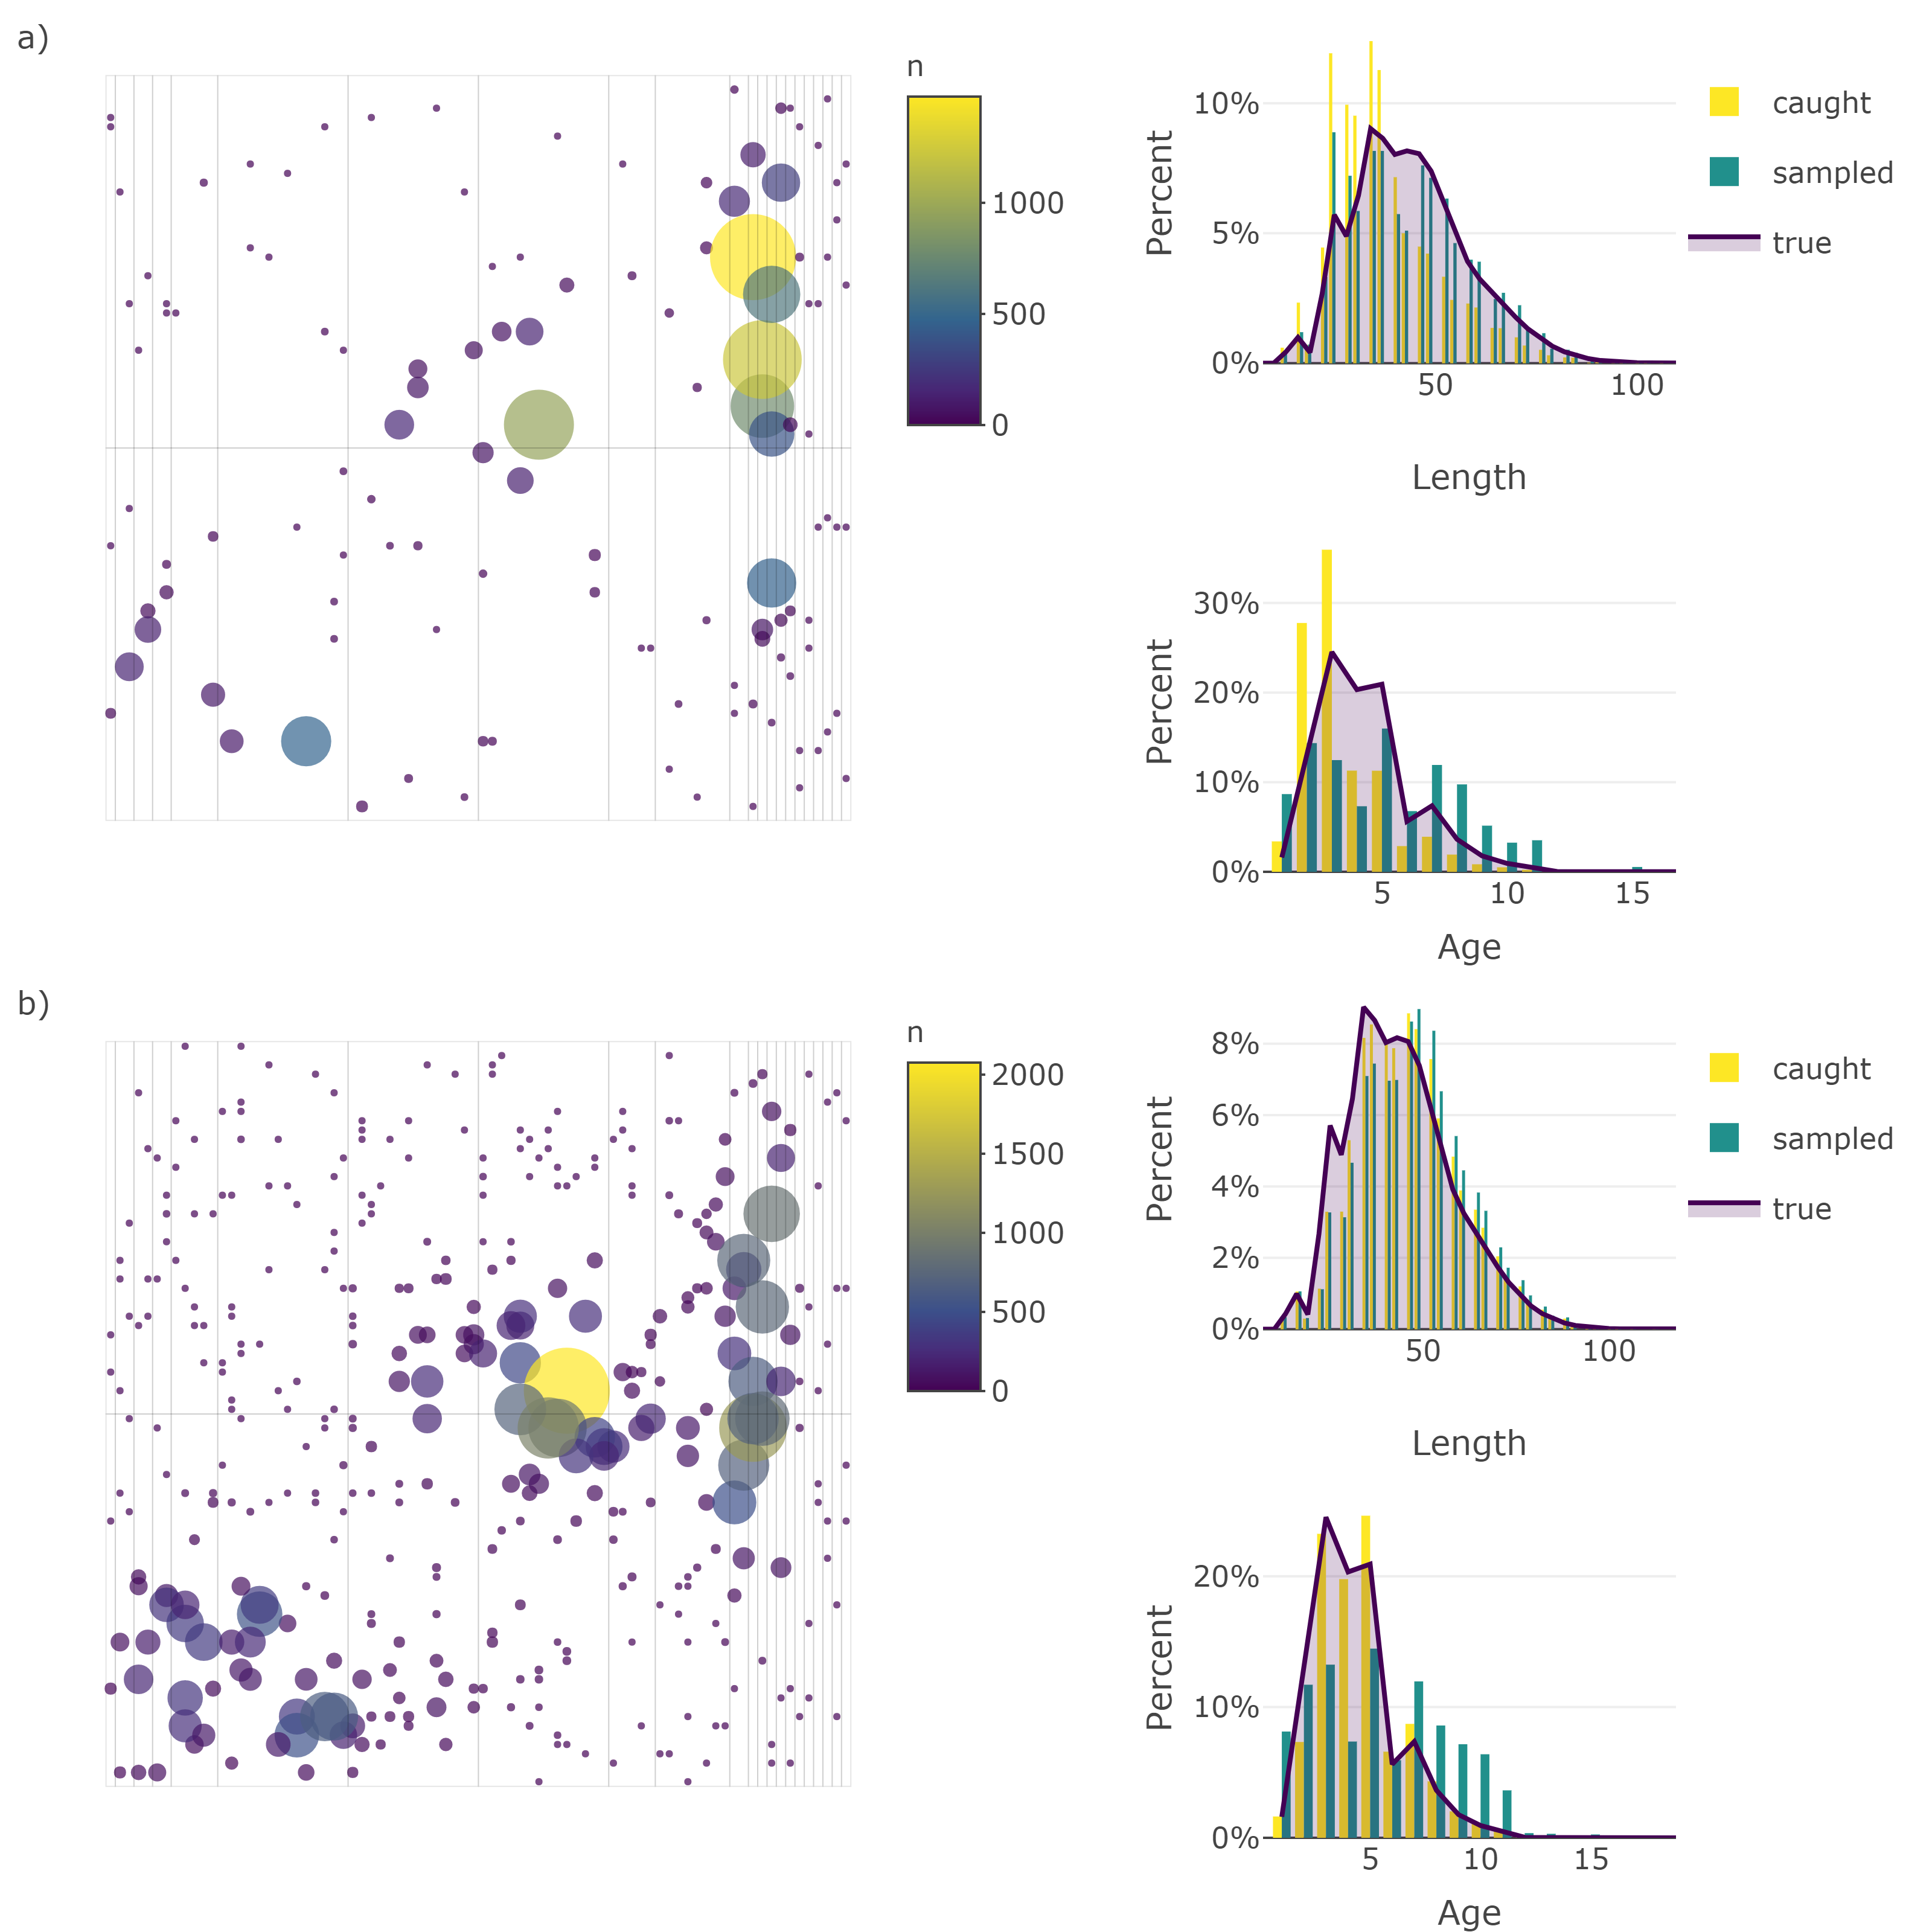 a)
n
1000
500
0
Percent
10%
5%
0%
50 100
Length
caught
sampled
true
Percent
30%
20%
10%
0%
5 10 15
Age
b)
n
2000
1500
1000
500
0
Percent
8%
6%
4%
2%
0%
50 100
Length
caught
sampled
true
Percent
20%
10%
0%
5 10 15
Age